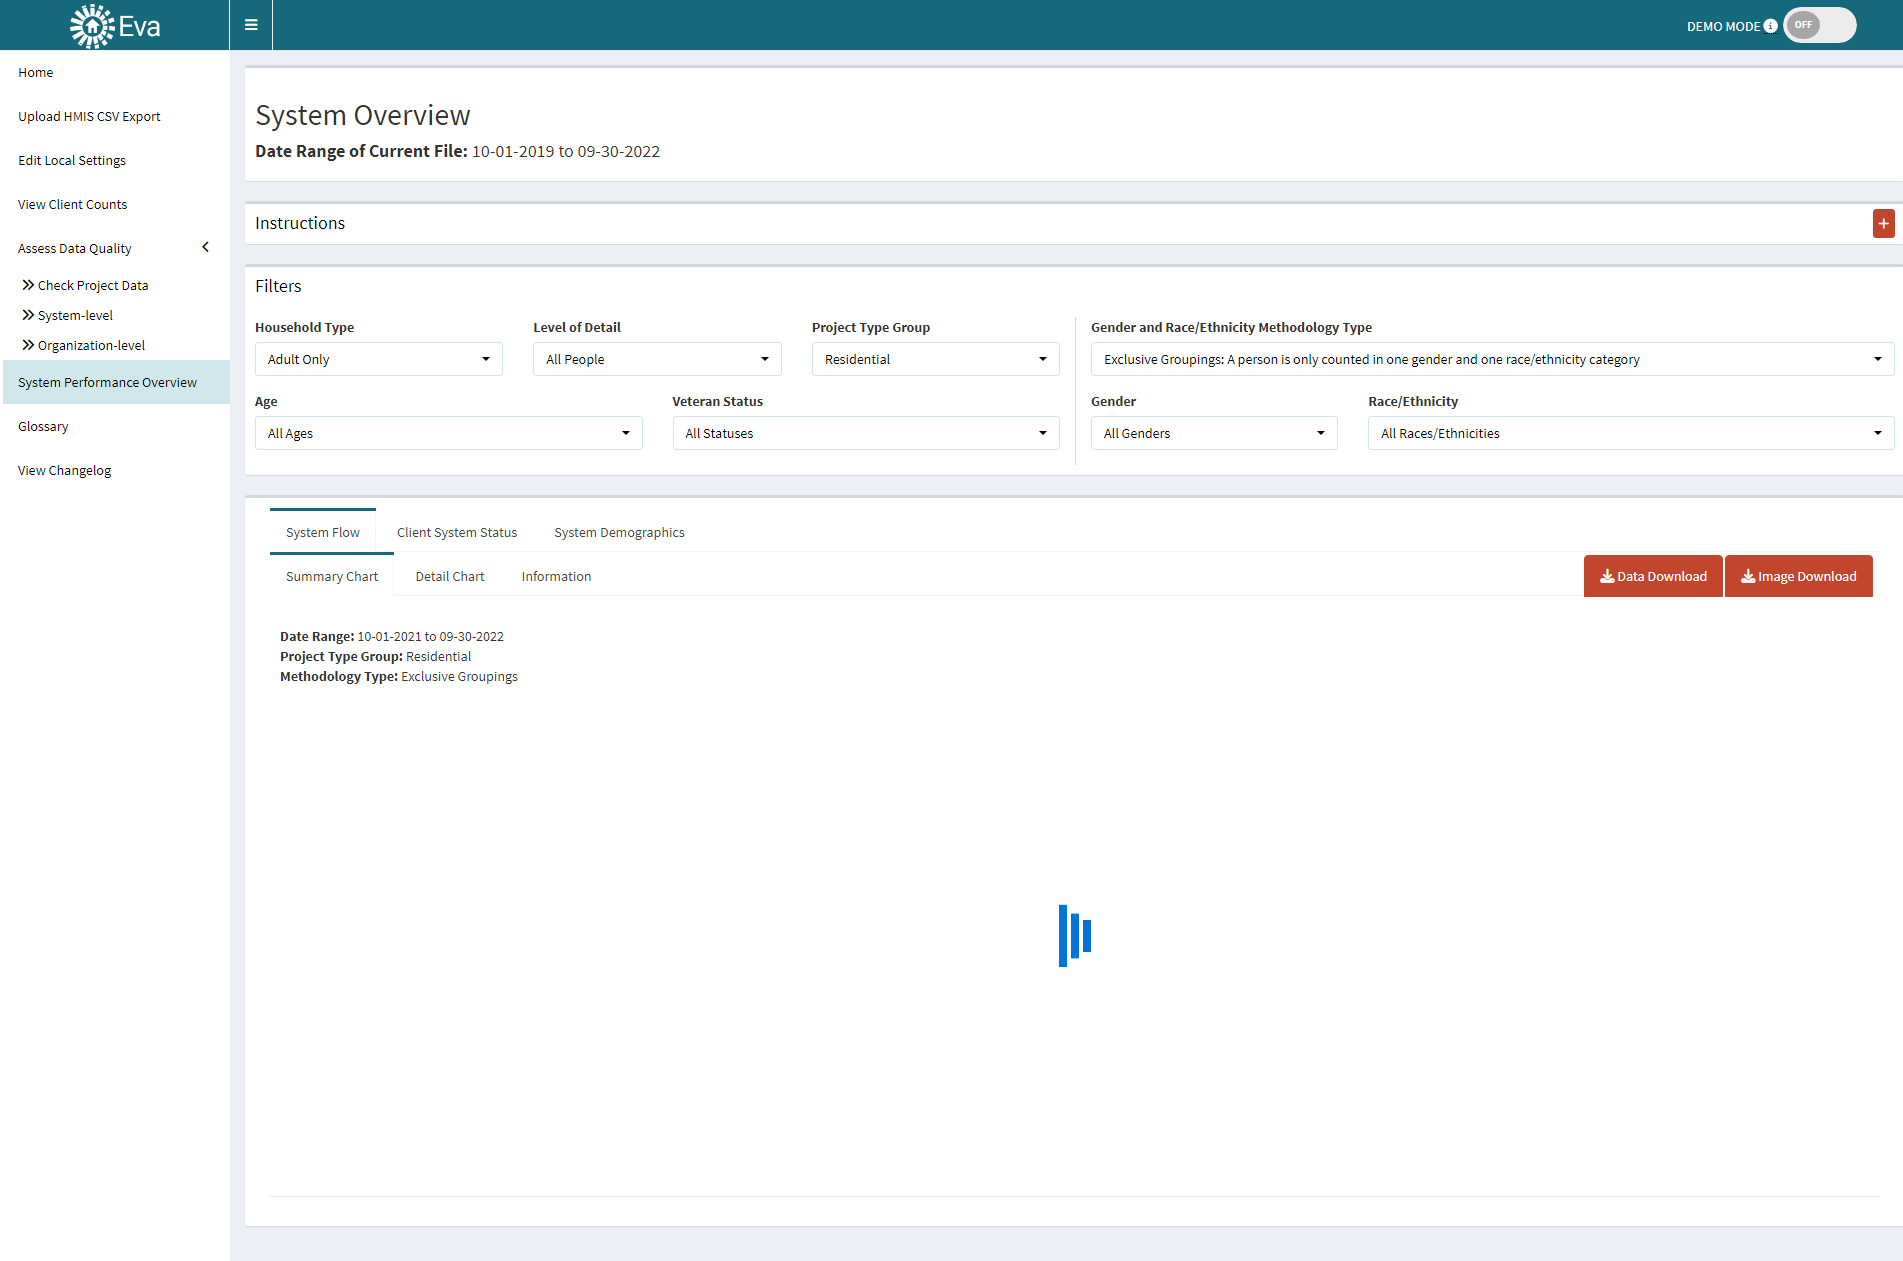 Eva
DEMO MODE
OFF
Home
Upload HMIS CSV Export
Edit Local Settings
View Client Counts
Assess Data Quality
Check Project Data
System-level
Organization-level
System Performance Overview
Glossary
View Changelog
System Overview
Date Range of Current File: 10-01-2019 to 09-30-2022
Instructions
Filters
Household Type
Adult Only
Level of Detail
All People
Project Type Group
Residential
Gender and Race/Ethnicity Methodology Type
Exclusive Groupings: A person is only counted in one gender and one race/ethnicity category
Age
All Ages
Veteran Status
All Statuses
Gender
All Genders
Race/Ethnicity
All Races/Ethnicities
System Flow
Client System Status
System Demographics
Summary Chart
Detail Chart
Information
Data Download
Image Download
Date Range: 10-01-2021 to 09-30-2022
Project Type Group: Residential
Methodology Type: Exclusive Groupings